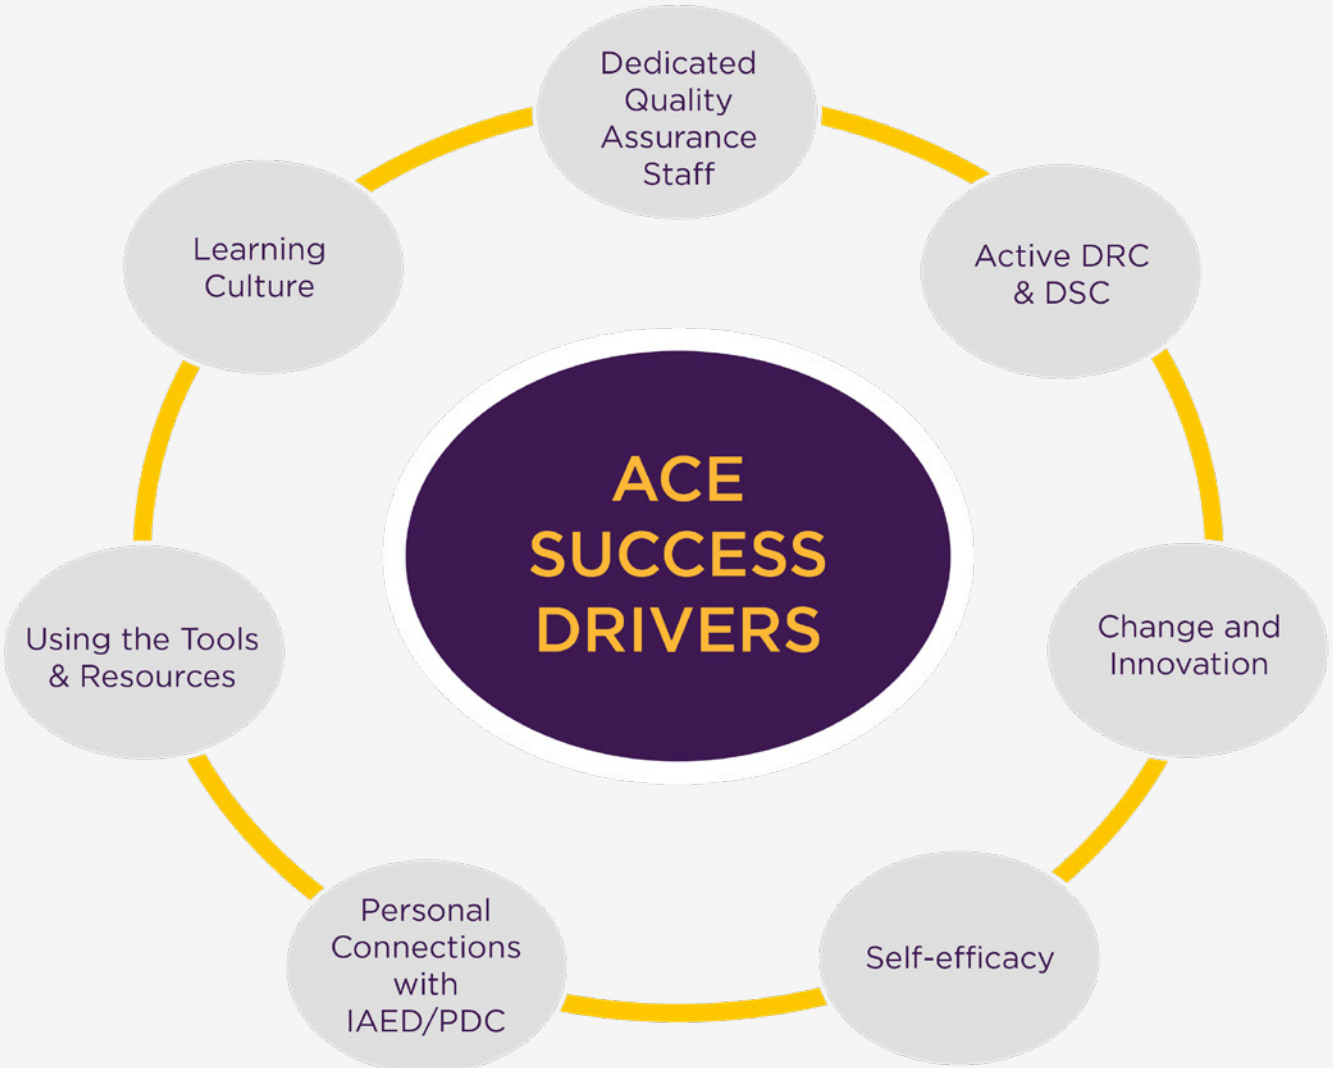 Dedicated
Quality
Assurance
Staff
Active DRC
& DSC
Change and
Innovation
Self-efficacy
Personal
Connections
with
IAED/PDC
Using the Tools
& Resources
Learning
Culture
ACE
SUCCESS
DRIVERS